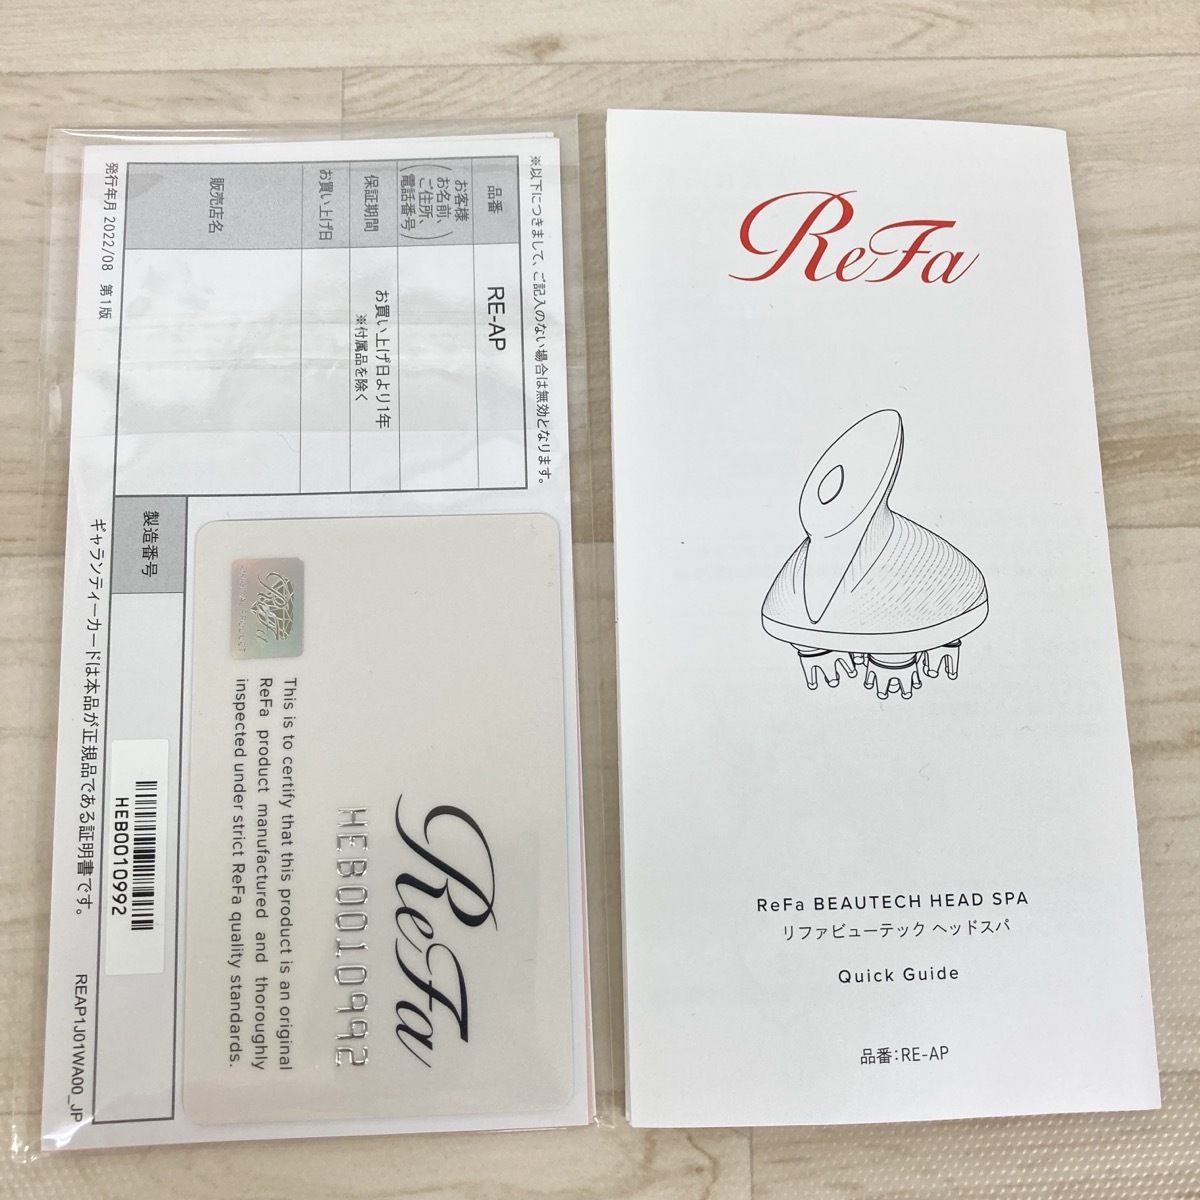 ※以下につきまして、ご記入のない場合は無効となります。
品番
RE-AP
お客様
(お名前、
ご住所、
電話番号)
保証期間
お買い上げ日より1年
※付属品を除く
お買い上げ日
販売店名
発行年月 2022/08 第1版
製造番号
HEB0010992
ギャランティーカードは本品が正規品である証明書です。
REAP1J01WA00_JP
ReFa
HEB0010992
This is to certify that this product is an original
ReFa product manufactured and thoroughly
inspected under strict ReFa quality standards.
ReFa
ReFa BEAUTECH HEAD SPA
リファビューテック ヘッドスパ
Quick Guide
品番:RE-AP